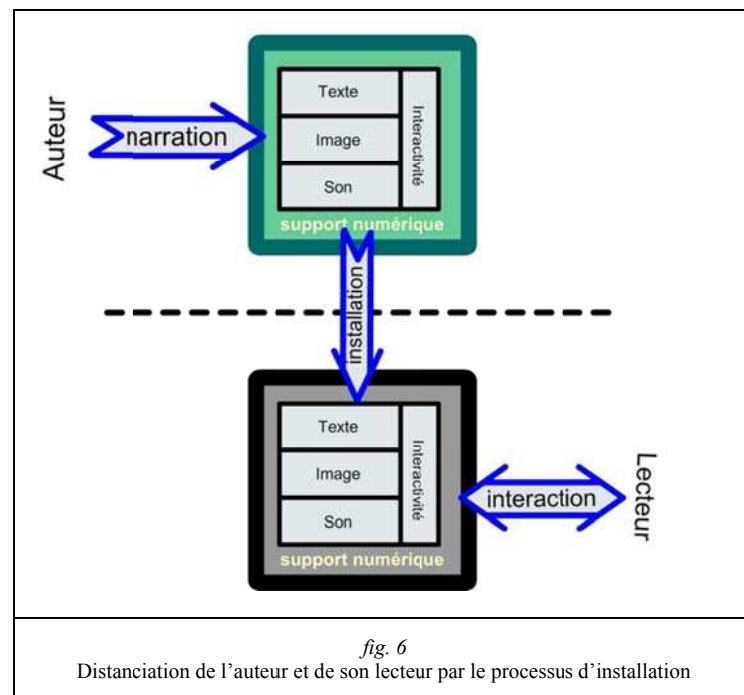 Auteur
narration
Texte
Image
Son
Interactivité
support numérique
installation
Texte
Image
Son
Interactivité
support numérique
interaction
Lecteur
fig. 6
Distanciation de l’auteur et de son lecteur par le processus d’installation